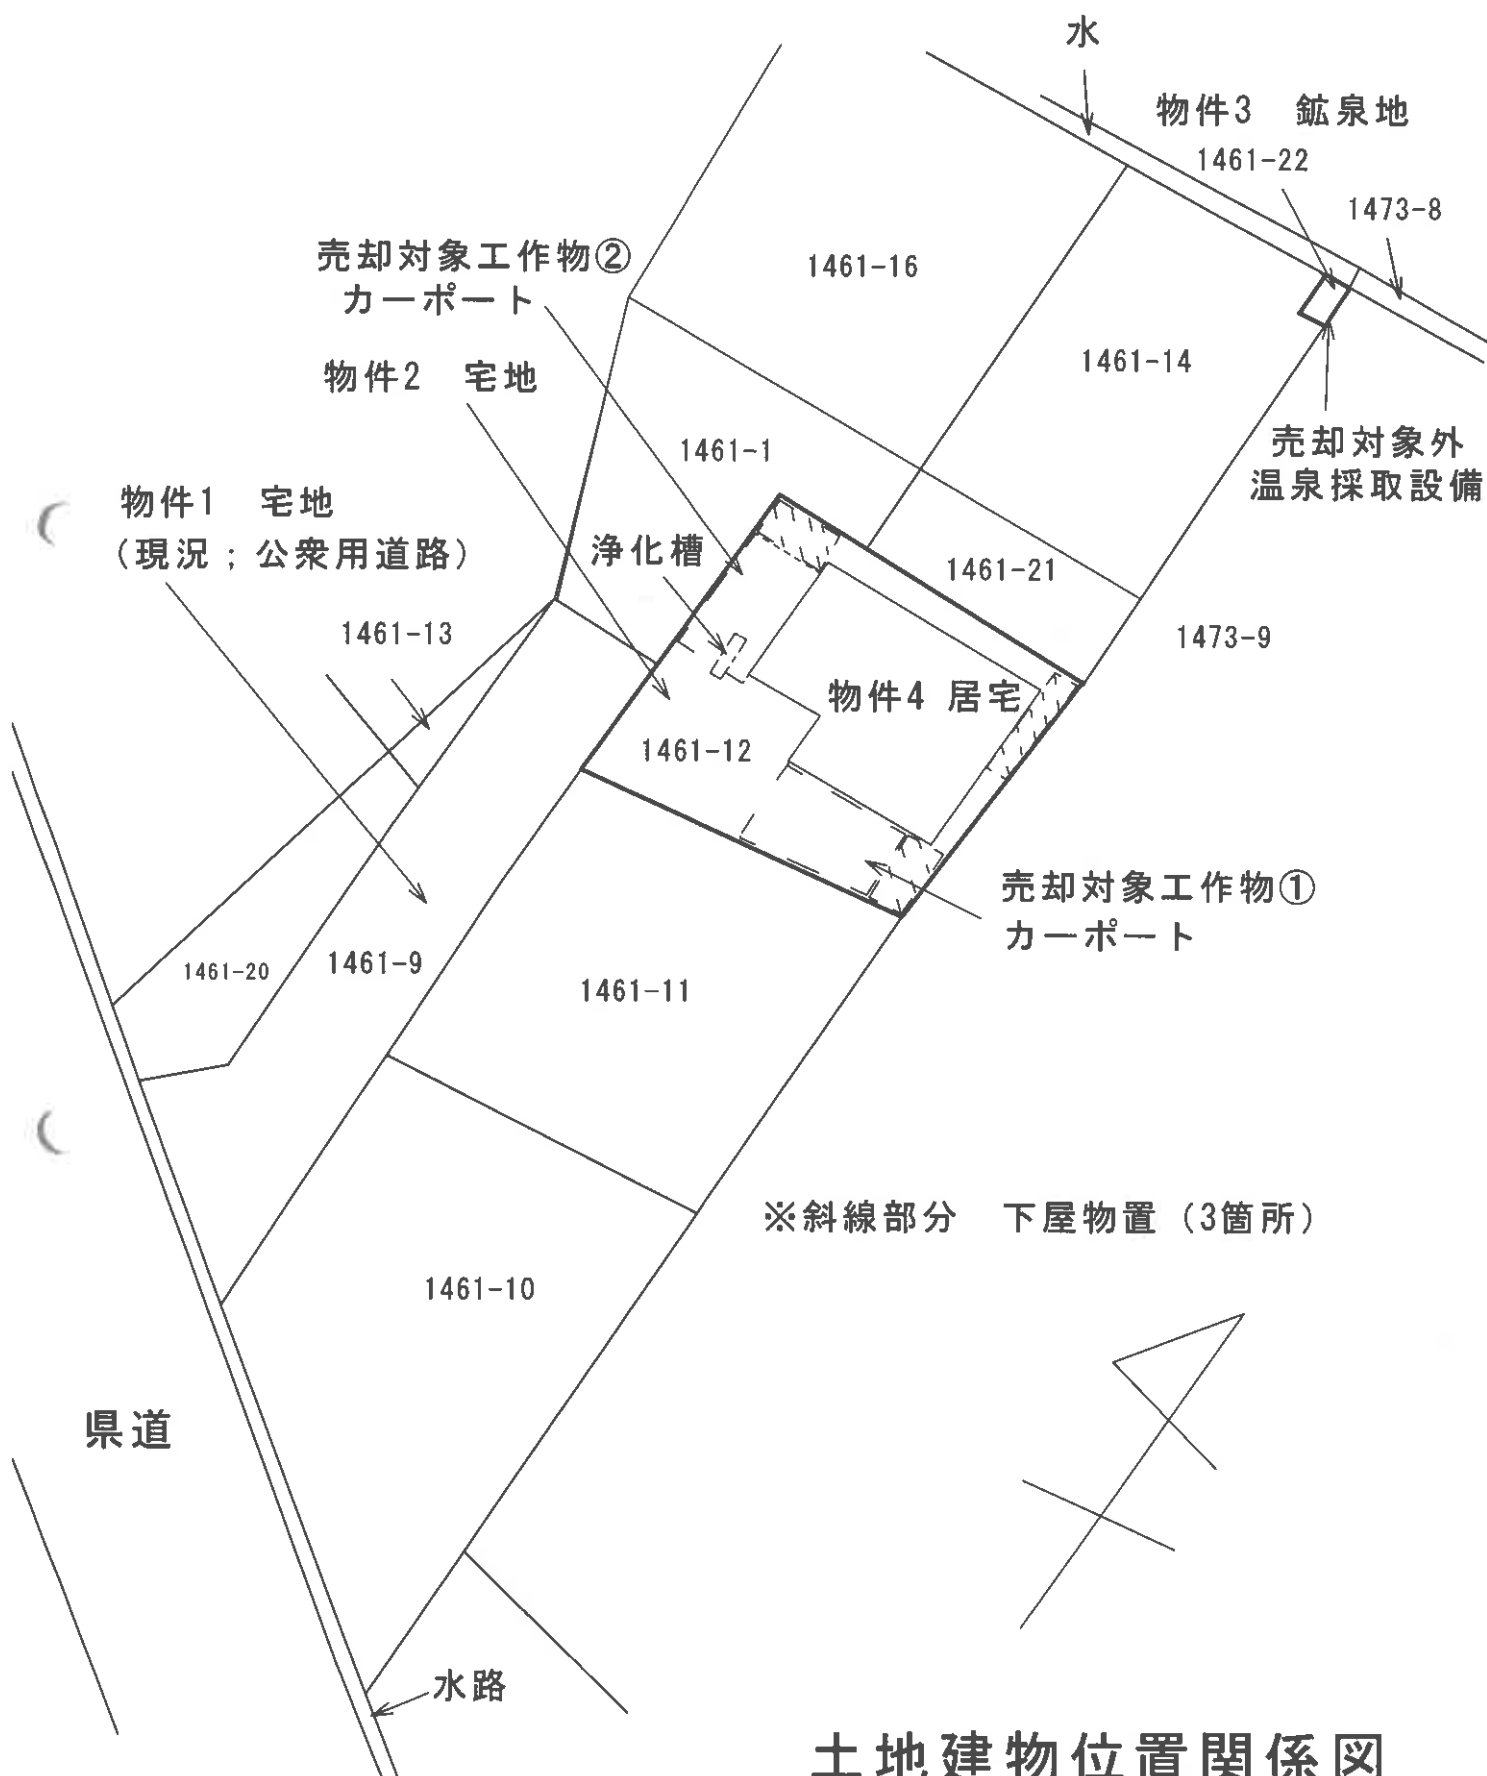 水
物件3　鉱泉地
1461-22
1473-8
売却対象工作物②
カーポート
1461-16
物件2　宅地
1461-14
売却対象外
温泉採取設備
1461-1
物件1　宅地
（現況；公衆用道路）
浄化槽
1461-21
1461-13
1473-9
物件4 居宅
1461-12
売却対象工作物①
カーポート
1461-20
1461-9
1461-11
※斜線部分　下屋物置（3箇所）
1461-10
県道
水路
土地建物位置関係図